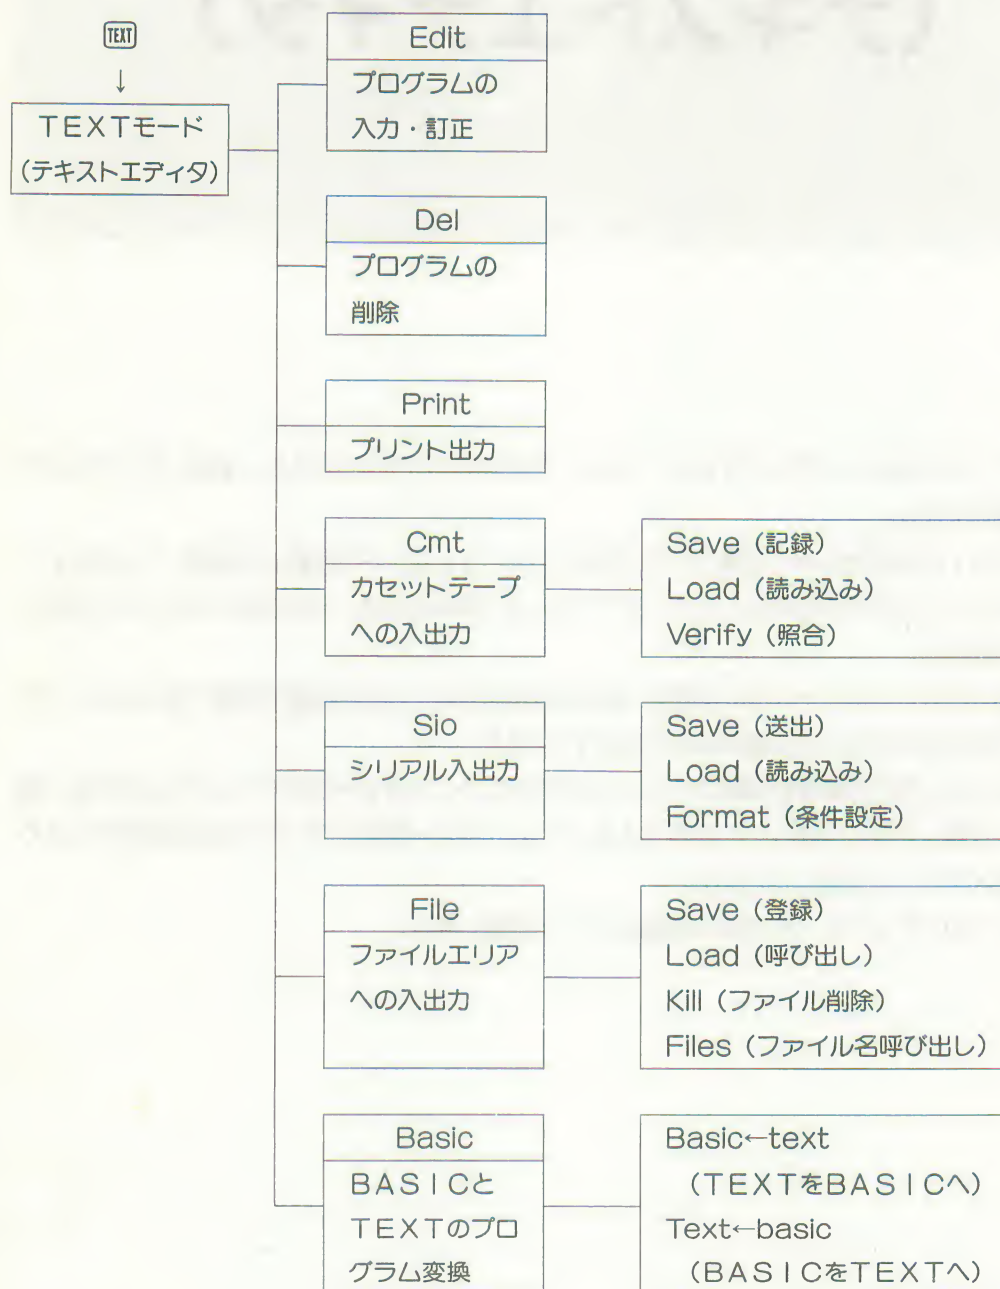 TEXT
↓
TEXTモード
(テキストエディタ)
Edit
プログラムの
入力・訂正
Del
プログラムの
削除
Print
プリント出力
Cmt
カセットテープ
への入出力
Save（記録）
Load（読み込み）
Verify（照合）
Sio
シリアル入出力
Save（送出）
Load（読み込み）
Format（条件設定）
File
ファイルエリア
への入出力
Save（登録）
Load（呼び出し）
Kill（ファイル削除）
Files（ファイル名呼び出し）
Basic
BASICと
TEXTのプロ
グラム変換
Basic←text
（TEXTをBASICへ）
Text←basic
（BASICをTEXTへ）